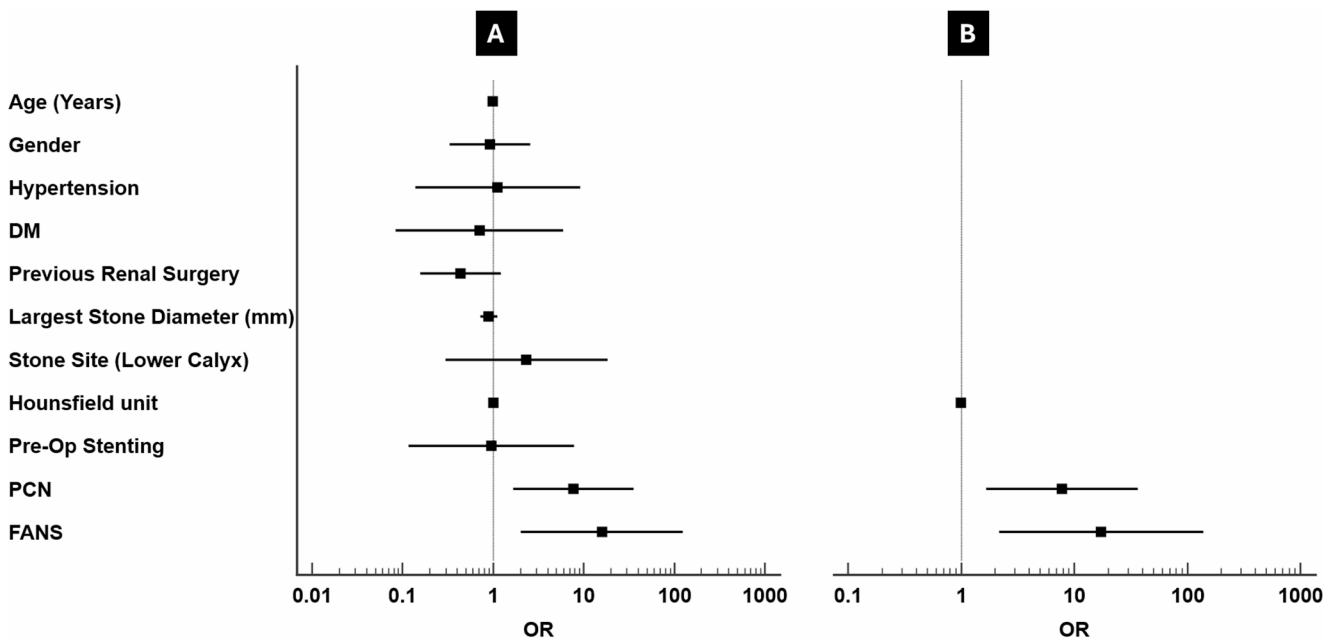 A B
Age (Years)
Gender
Hypertension
DM
Previous Renal Surgery
Largest Stone Diameter (mm)
Stone Site (Lower Calyx)
Hounsfield unit
Pre-Op Stenting
PCN
FANS
0.01 0.1 1 10 100 1000 0.1 1 10 100 1000
OR OR